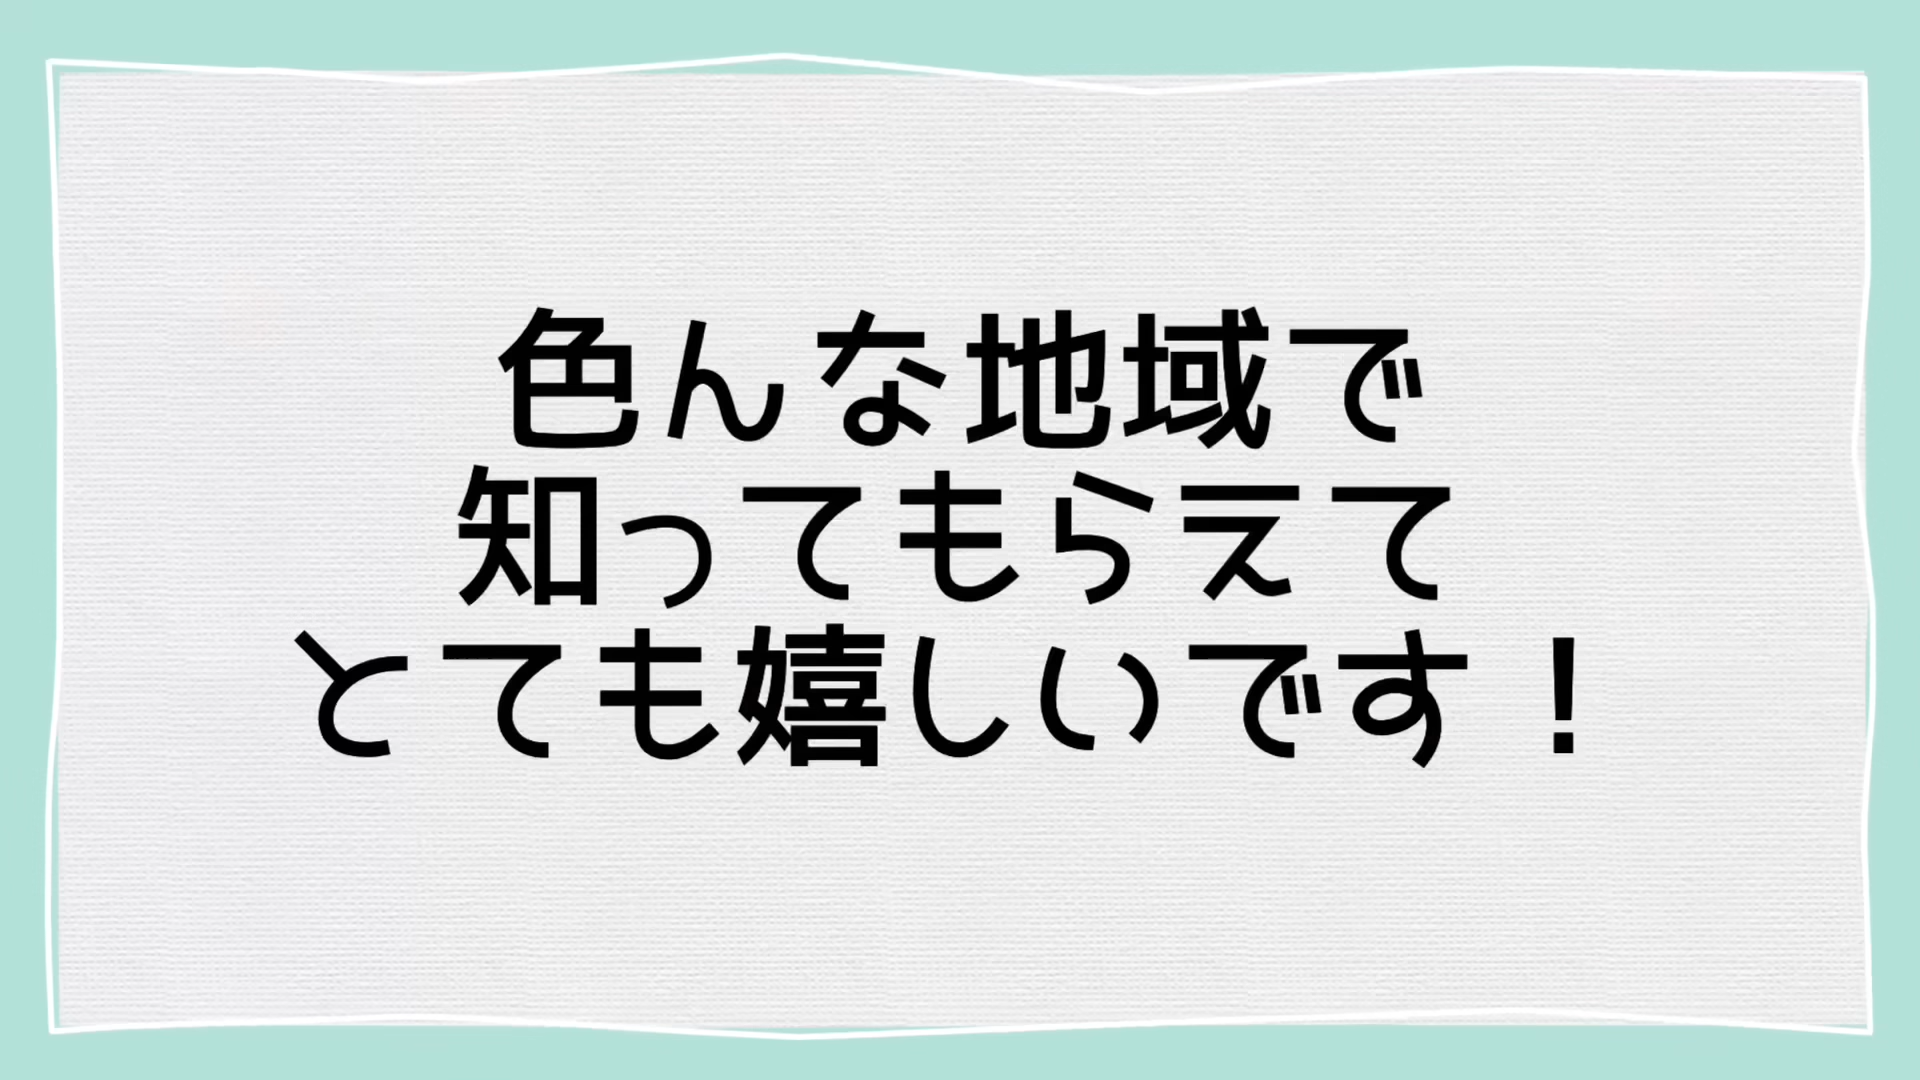 色んな地域で
知ってもらえて
とても嬉しいです！